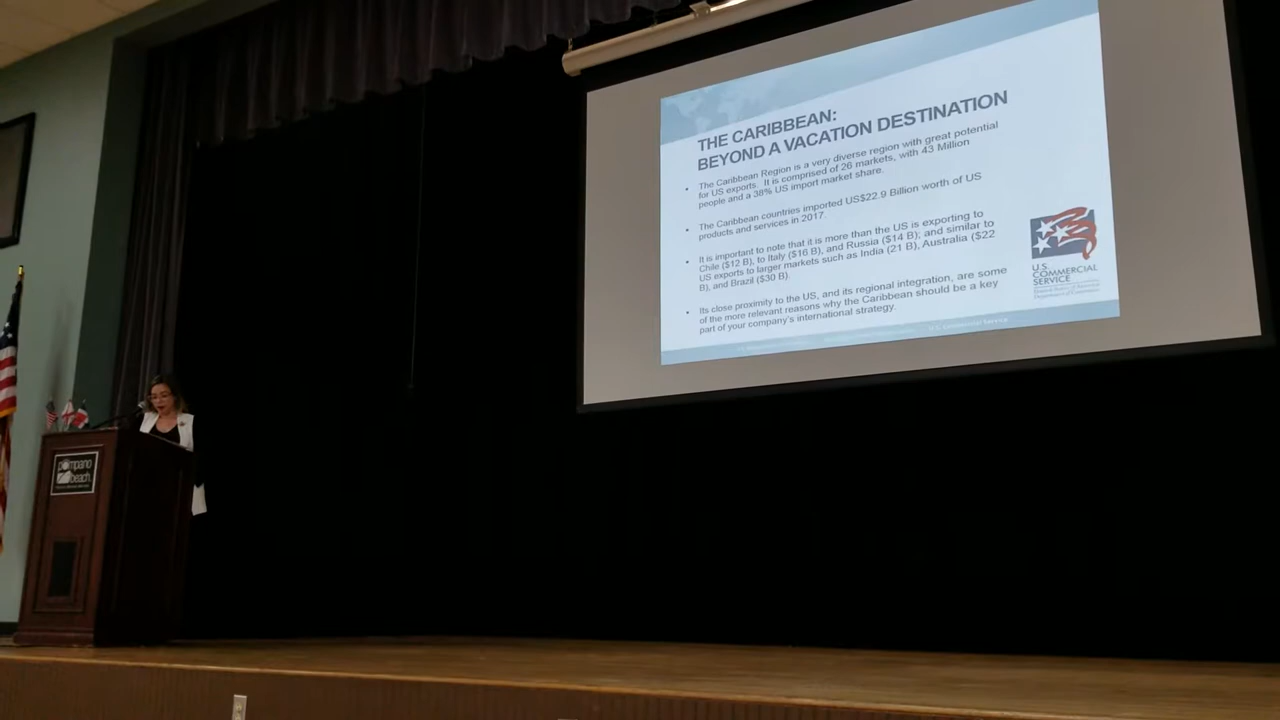 THE CARIBBEAN:
BEYOND A VACATION DESTINATION
The Caribbean Region is a very diverse region with great potential
for US exports. It is comprised of 26 markets, with 43 Million
people and a 38% US import market share.
The Caribbean countries imported US$22.9 Billion worth of US
products and services in 2017.
It is important to note that it is more than the US is exporting to
Chile ($12 B), to Italy ($16 B), and Russia ($14 B); and similar to
US exports to larger markets such as India (21 B), Australia ($22
B), and Brazil ($30 B).
Its close proximity to the US, and its regional integration, are some
of the more relevant reasons why the Caribbean should be a key
part of your company's international strategy.
U.S.
COMMERCIAL
SERVICE
pompano
beach